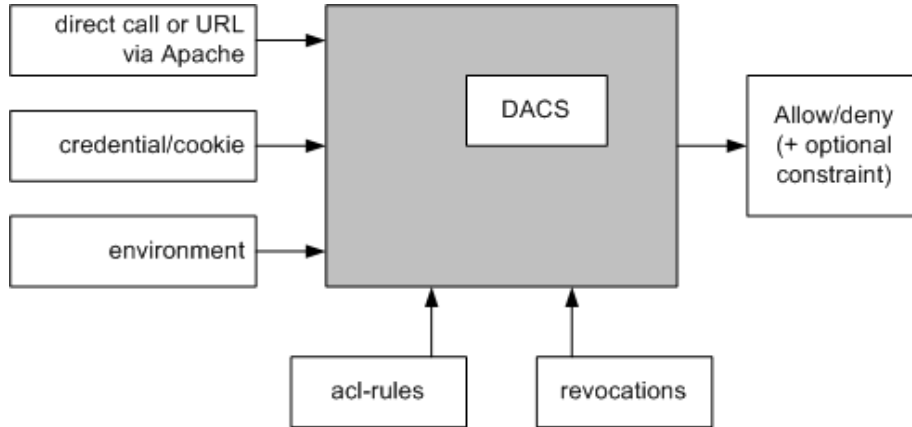 direct call or URL
via Apache
credential/cookie
environment
DACS
Allow/deny
(+ optional
constraint)
acl-rules
revocations